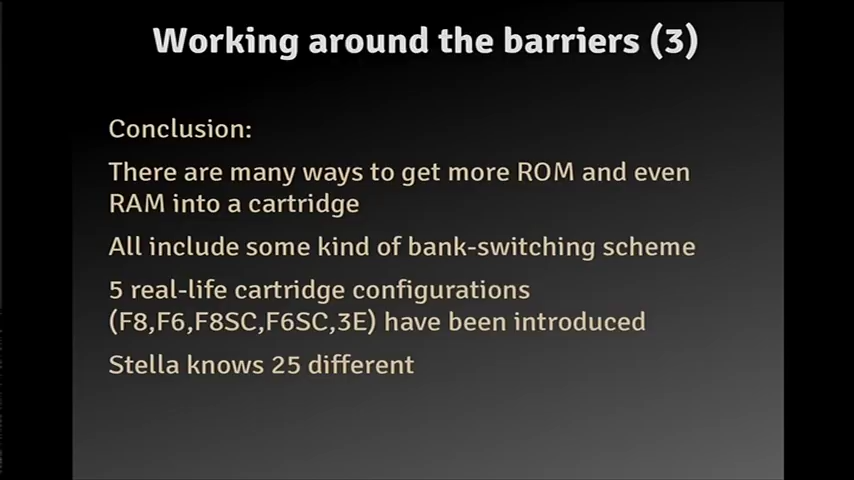 Working around the barriers (3)
Conclusion:
There are many ways to get more ROM and even
RAM into a cartridge
All include some kind of bank-switching scheme
5 real-life cartridge configurations
(F8,F6,F8SC,F6SC,3E) have been introduced
Stella knows 25 different